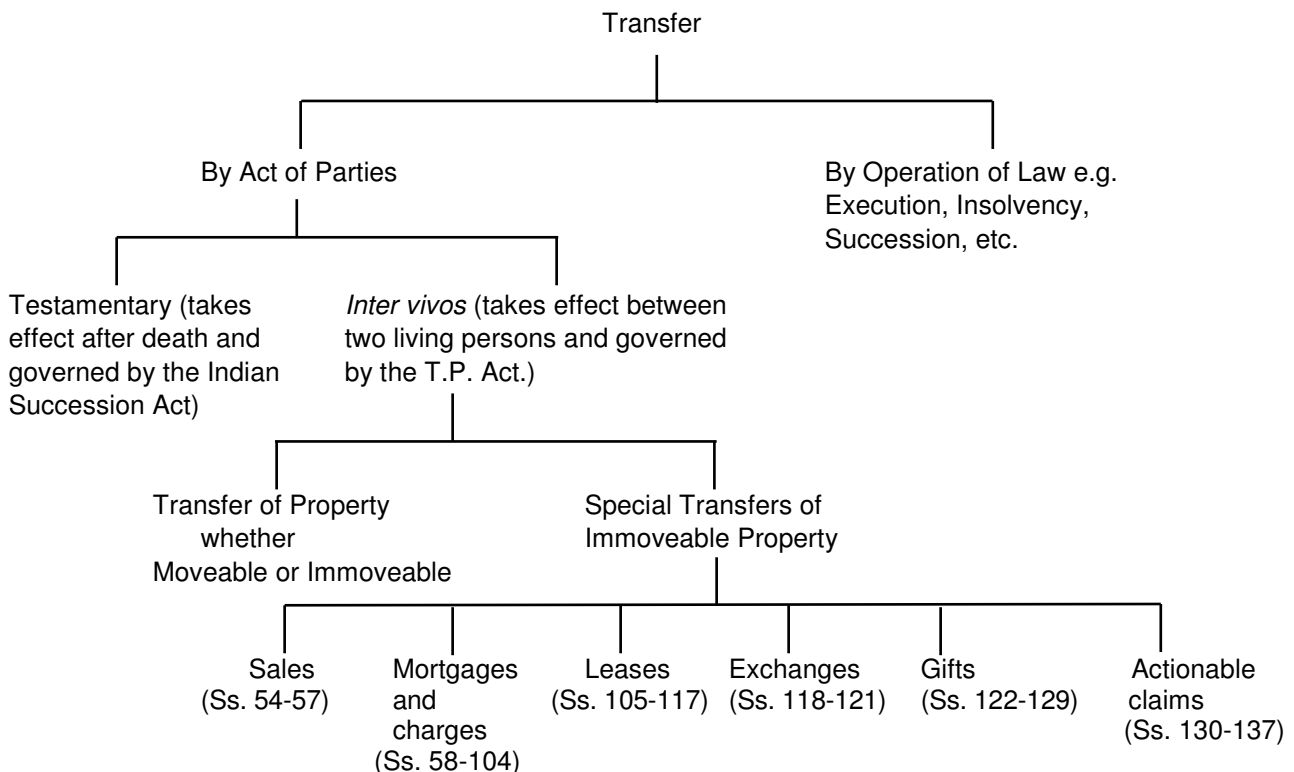 Transfer
By Act of Parties
By Operation of Law e.g.
Execution, Insolvency,
Succession, etc.
Testamentary (takes
effect after death and
governed by the Indian
Succession Act)
Inter vivos (takes effect between
two living persons and governed
by the T.P. Act.)
Transfer of Property
whether
Moveable or Immoveable
Special Transfers of
Immoveable Property
Sales
(Ss. 54-57)
Mortgages
and
charges
(Ss. 58-104)
Leases
(Ss. 105-117)
Exchanges
(Ss. 118-121)
Gifts
(Ss. 122-129)
Actionable
claims
(Ss. 130-137)